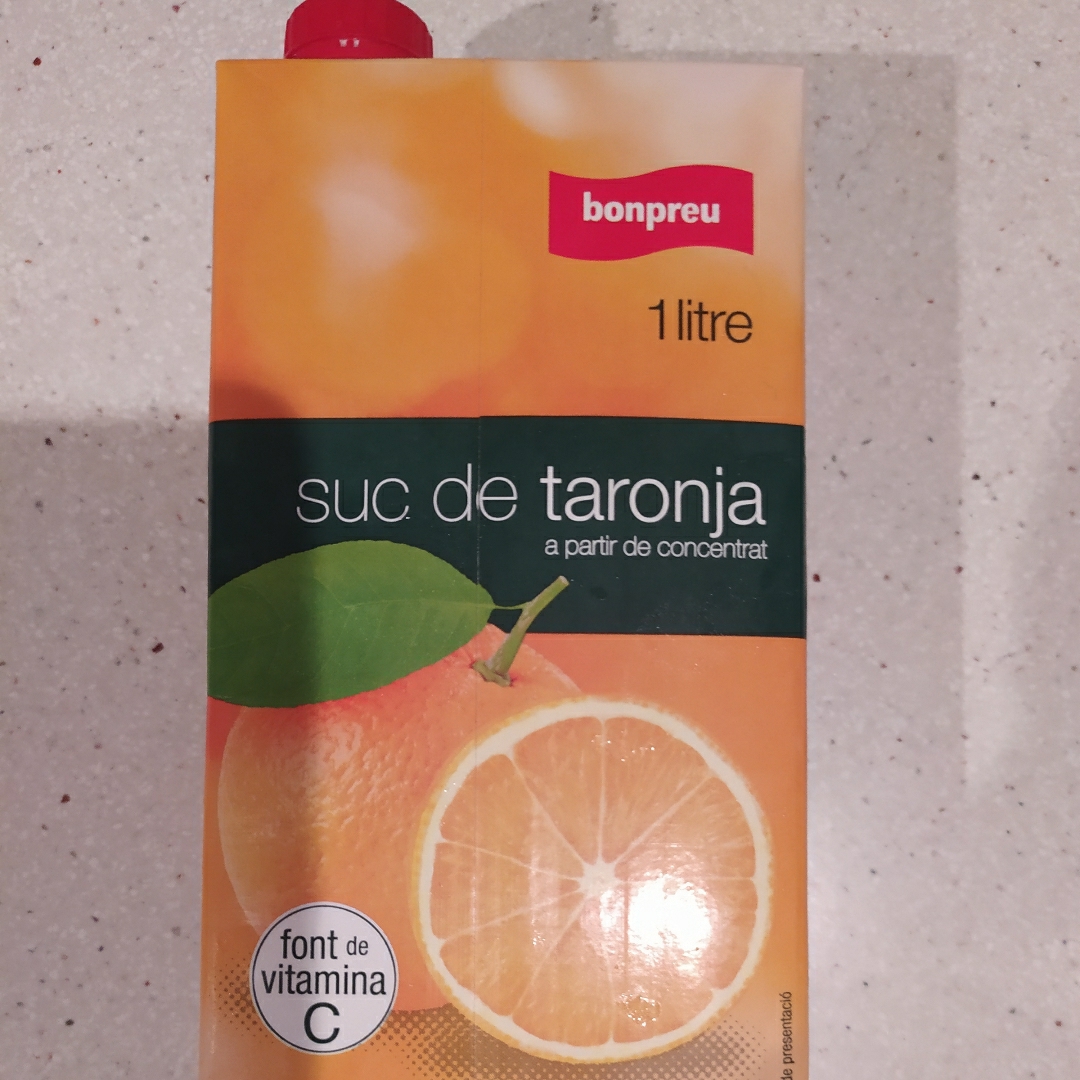 bonpreu
1 litre
suc de taronja
a partir de concentrat
font de
vitamina
C
de presentació